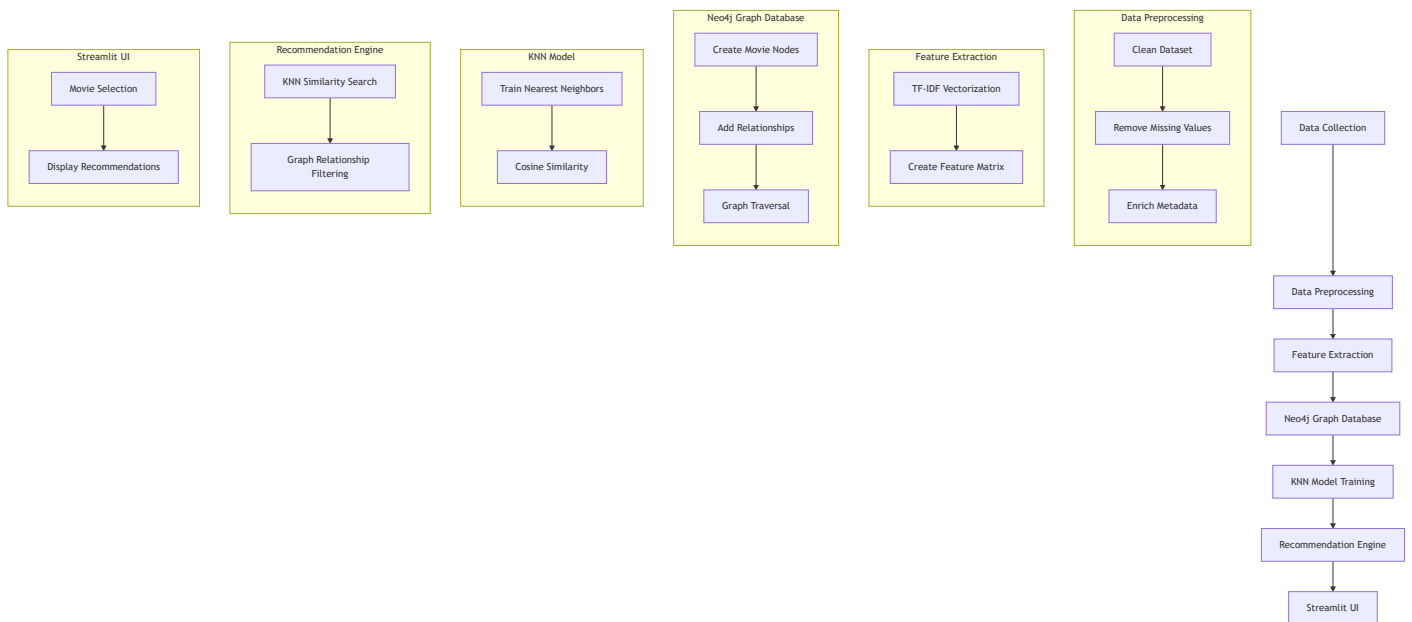 Streamlit UI
Movie Selection
Display Recommendations
Recommendation Engine
KNN Similarity Search
Graph Relationship
Filtering
KNN Model
Train Nearest Neighbors
Cosine Similarity
Neo4j Graph Database
Create Movie Nodes
Add Relationships
Graph Traversal
Feature Extraction
TF-IDF Vectorization
Create Feature Matrix
Data Preprocessing
Clean Dataset
Remove Missing Values
Enrich Metadata
Data Collection
Data Preprocessing
Feature Extraction
Neo4j Graph Database
KNN Model Training
Recommendation Engine
Streamlit UI